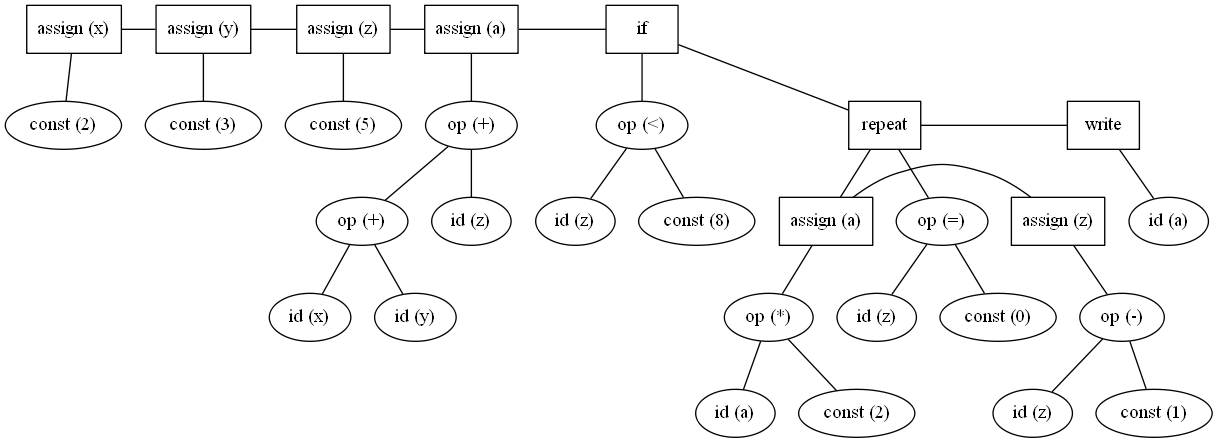 assign (x)
assign (y)
assign (z)
assign (a)
if
const (2)
const (3)
const (5)
op (+)
op (<)
repeat
write
op (+)
id (z)
id (z)
const (8)
assign (a)
op (=)
assign (z)
id (a)
id (x)
id (y)
op (*)
id (z)
const (0)
op (-)
id (a)
const (2)
id (z)
const (1)